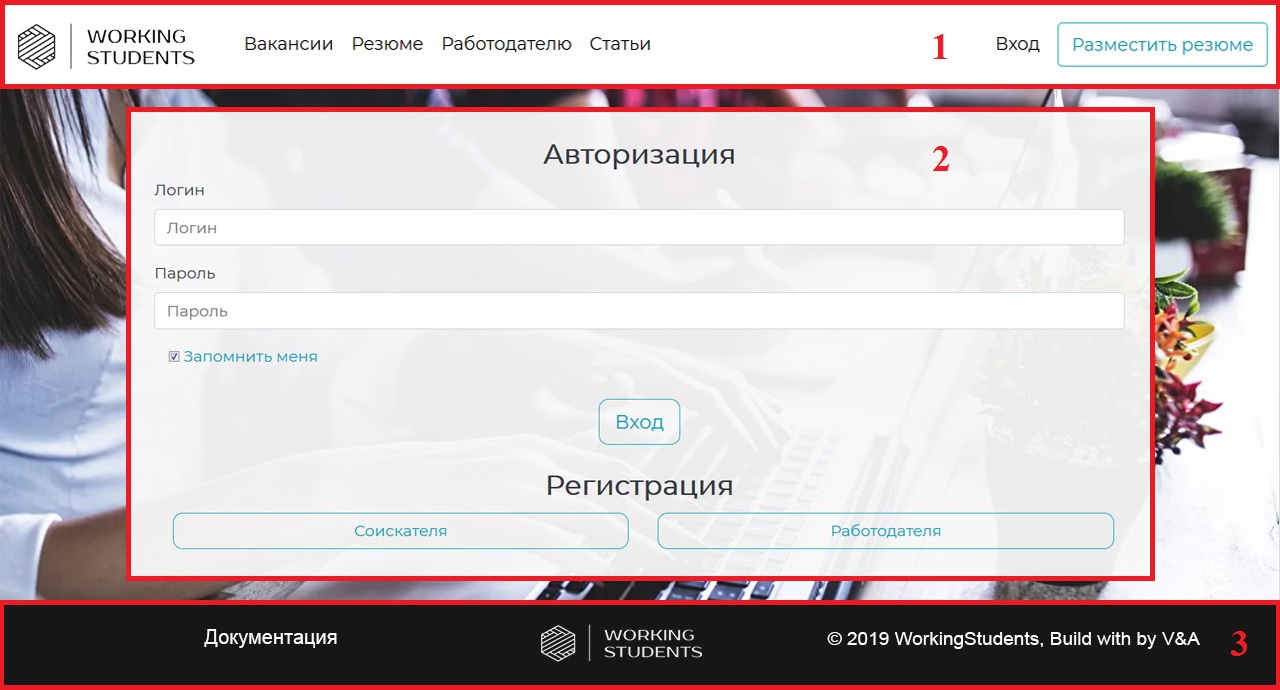 WORKING
STUDENTS
Вакансии Резюме Работодателю Статьи
1
Вход
Разместить резюме
Авторизация
2
Логин
Логин
Пароль
Пароль
Запомнить меня
Вход
Регистрация
Соискателя
Работодателя
Документация
WORKING
STUDENTS
© 2019 WorkingStudents, Build with by V&A
3